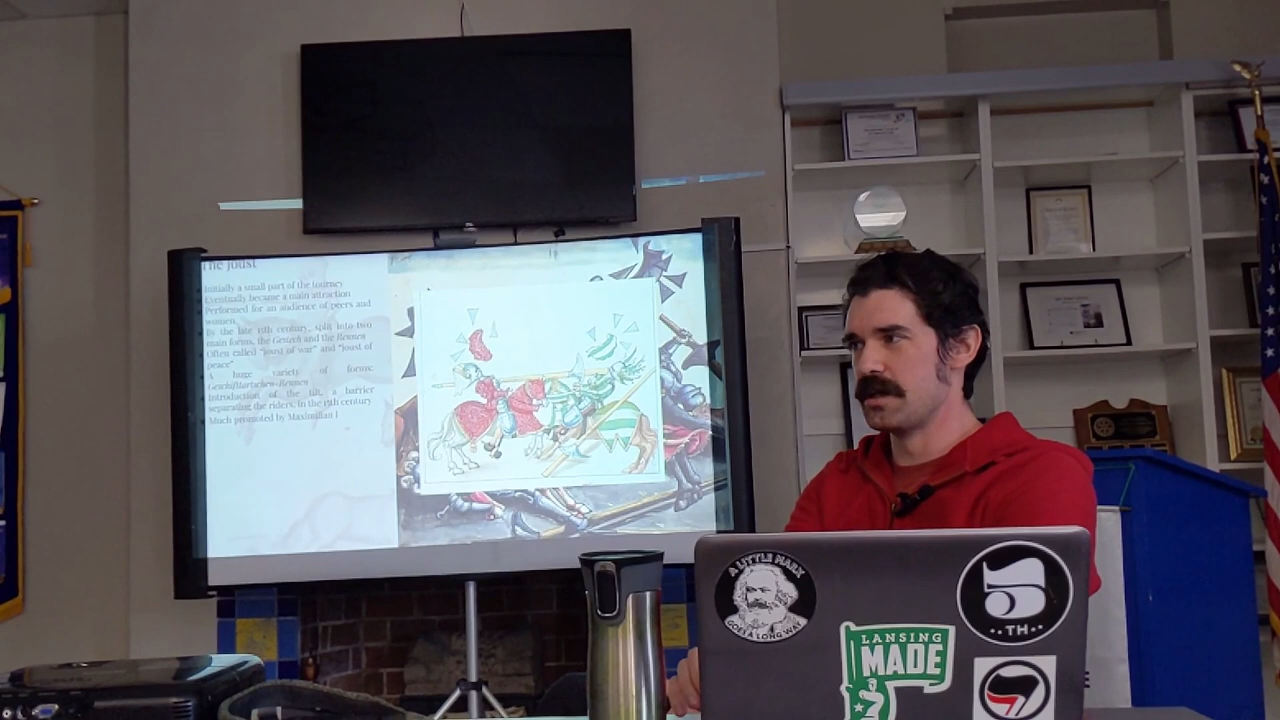 The Joust
Initially a small part of the tourney
Eventually became a main attraction
Performed for an audience of peers and
women
By the late 15th century, split into two
main forms, the Gestech and the Rennen
Often called "joust of war" and "joust of
peace"
A huge variety of forms:
Introduction of the tilt, a barrier
separating the riders, in the 15th century
Much promoted by Maximilian I
A LITTLE MARX
GOES A LONG WAY
5
TH
LANSING
MADE